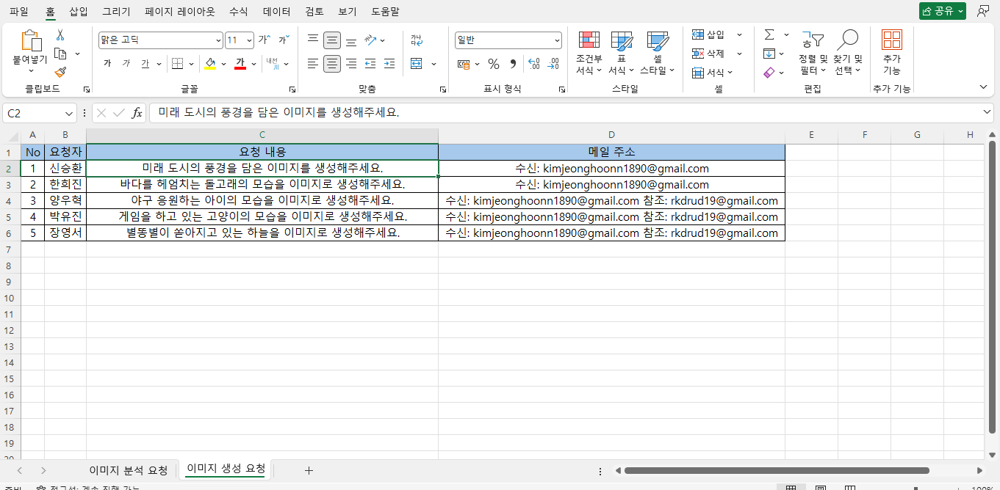 파일 홈 삽입 그리기 페이지 레이아웃 수식 데이터 검토 보기 도움말 공유
맑은 고딕 11 가 가 일반 삽입
붙여넣기 가 가 가 가 내천 가나다 % 조건부 서식 표 서식 셀 스타일 삭제 정렬 및 필터 찾기 및 선택 추가 기능
서식
클립보드 글꼴 맞춤 표시 형식 스타일 셀 편집 추가 기능
C2 fx 미래 도시의 풍경을 담은 이미지를 생성해주세요.
A B C D E F G H
1 No 요청자 요청 내용 메일 주소
2 1 신승환 미래 도시의 풍경을 담은 이미지를 생성해주세요. 수신: kimjeonghoonn1890@gmail.com
3 2 한희진 바다를 헤엄치는 돌고래의 모습을 이미지로 생성해주세요. 수신: kimjeonghoonn1890@gmail.com
4 3 양우혁 야구 응원하는 아이의 모습을 이미지로 생성해주세요. 수신: kimjeonghoonn1890@gmail.com 참조: rkdrud19@gmail.com
5 4 박유진 게임을 하고 있는 고양이의 모습을 이미지로 생성해주세요. 수신: kimjeonghoonn1890@gmail.com 참조: rkdrud19@gmail.com
6 5 장영서 별똥별이 쏟아지고 있는 하늘을 이미지로 생성해주세요. 수신: kimjeonghoonn1890@gmail.com 참조: rkdrud19@gmail.com
7
8
9
10
11
12
13
14
15
16
17
18
19
이미지 분석 요청 이미지 생성 요청